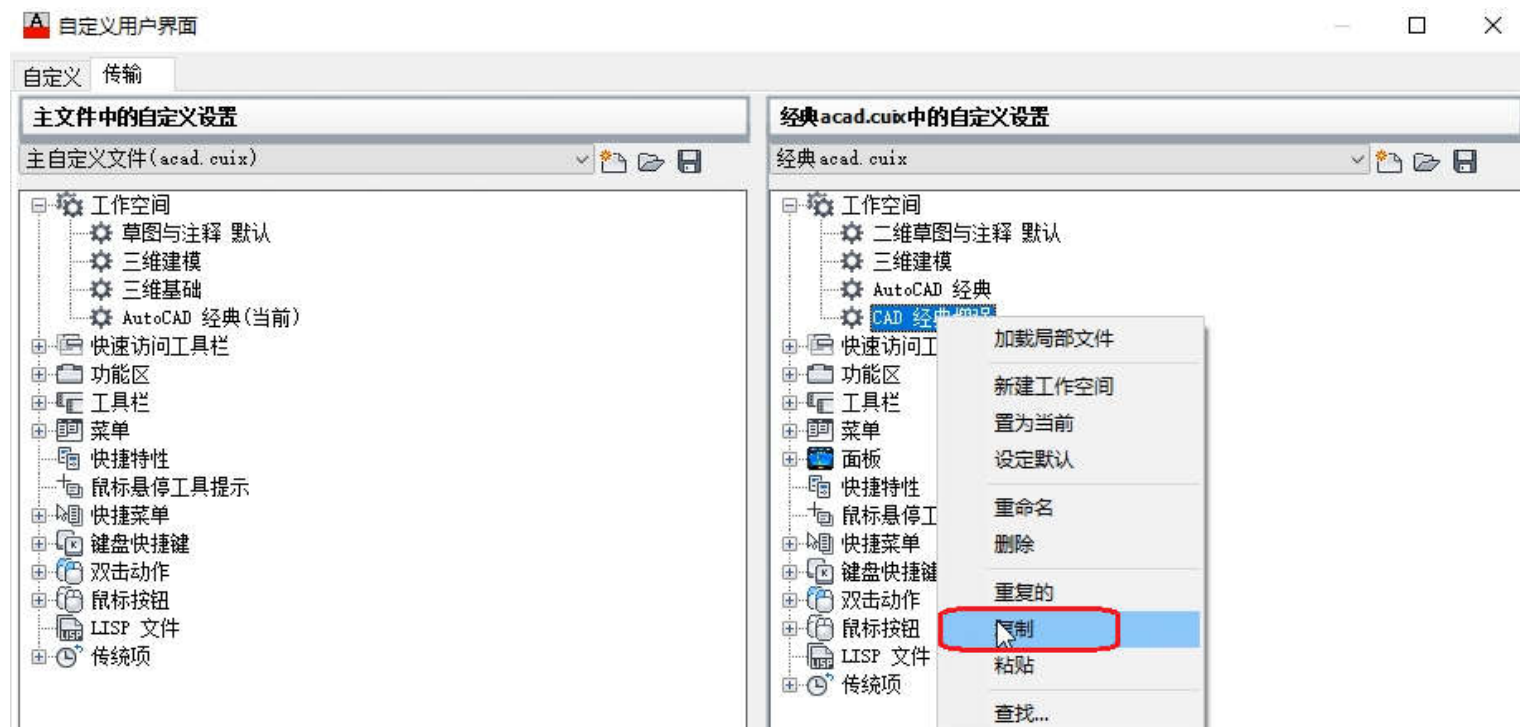 自定义用户界面
自定义 传输
主文件中的自定义设置
主自定义文件(acad.cuix)
工作空间
草图与注释 默认
三维建模
三维基础
AutoCAD 经典(当前)
快速访问工具栏
功能区
工具栏
菜单
快捷特性
鼠标悬停工具提示
快捷菜单
键盘快捷键
双击动作
鼠标按钮
LISP 文件
传统项
经典acad.cuix中的自定义设置
经典acad.cuix
工作空间
二维草图与注释 默认
三维建模
AutoCAD 经典
CAD 经典
快速访问工
功能区
工具栏
菜单
面板
快捷特性
鼠标悬停工
快捷菜单
键盘快捷键
双击动作
鼠标按钮
LISP 文件
传统项
加载局部文件
新建工作空间
置为当前
设定默认
重命名
删除
重复的
复制
粘贴
查找...